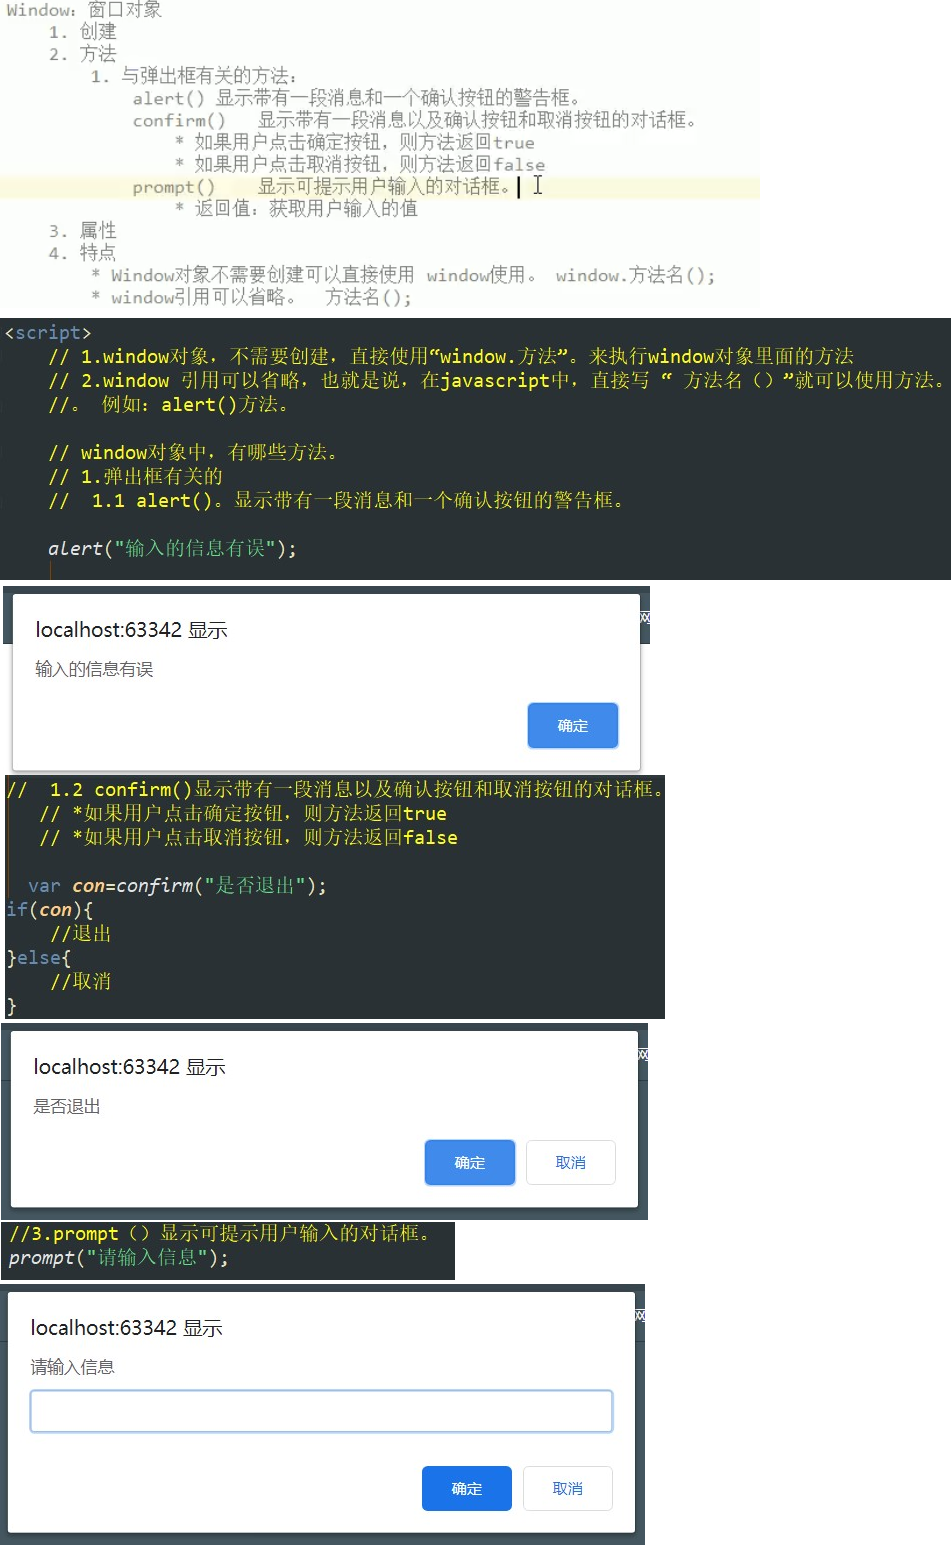 Window：窗口对象
1. 创建
2. 方法
1. 与弹出框有关的方法：
alert() 显示带有一段消息和一个确认按钮的警告框。
confirm() 显示带有一段消息以及确认按钮和取消按钮的对话框。
* 如果用户点击确定按钮，则方法返回true
* 如果用户点击取消按钮，则方法返回false
prompt() 显示可提示用户输入的对话框。
* 返回值：获取用户输入的值
3. 属性
4. 特点
* Window对象不需要创建可以直接使用 window使用。 window.方法名();
* window引用可以省略。 方法名();
<script>
// 1.window对象，不需要创建，直接使用“window.方法”。来执行window对象里面的方法
// 2.window 引用可以省略，也就是说，在javascript中，直接写 “ 方法名（）”就可以使用方法。
//。 例如：alert()方法。
// window对象中，有哪些方法。
// 1.弹出框有关的
// 1.1 alert()。显示带有一段消息和一个确认按钮的警告框。
alert("输入的信息有误");
网
localhost:63342 显示
输入的信息有误
确定
// 1.2 confirm()显示带有一段消息以及确认按钮和取消按钮的对话框。
// *如果用户点击确定按钮，则方法返回true
// *如果用户点击取消按钮，则方法返回false
var con=confirm("是否退出");
if(con){
//退出
}else{
//取消
}
网
localhost:63342 显示
是否退出
确定 取消
//3.prompt（）显示可提示用户输入的对话框。
prompt("请输入信息");
网
localhost:63342 显示
请输入信息
确定 取消